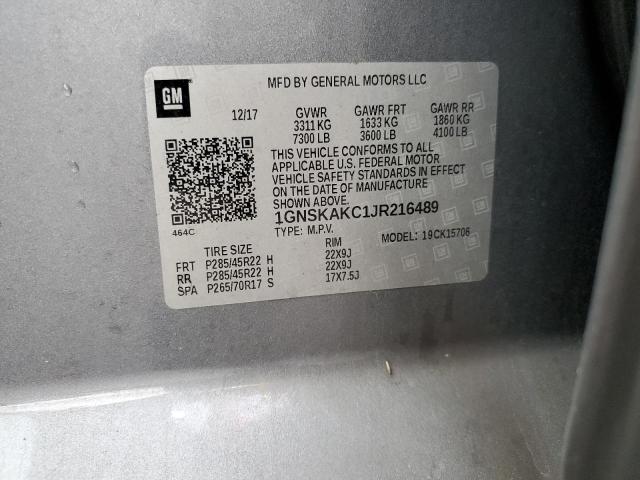 GM
MFD BY GENERAL MOTORS LLC
12/17 GVWR GAWR FRT GAWR RR
3311 KG 1633 KG 1860 KG
7300 LB 3600 LB 4100 LB
THIS VEHICLE CONFORMS TO ALL
APPLICABLE U.S. FEDERAL MOTOR
VEHICLE SAFETY STANDARDS IN EFFECT
ON THE DATE OF MANUFACTURE
SHOWN ABOVE.
464C
1GNSKAKC1JR216489
TYPE: M.P.V. MODEL: 19CK15706
TIRE SIZE RIM
FRT P285/45R22 H 22X9J
RR P285/45R22 H 22X9J
SPA P265/70R17 S 17X7.5J